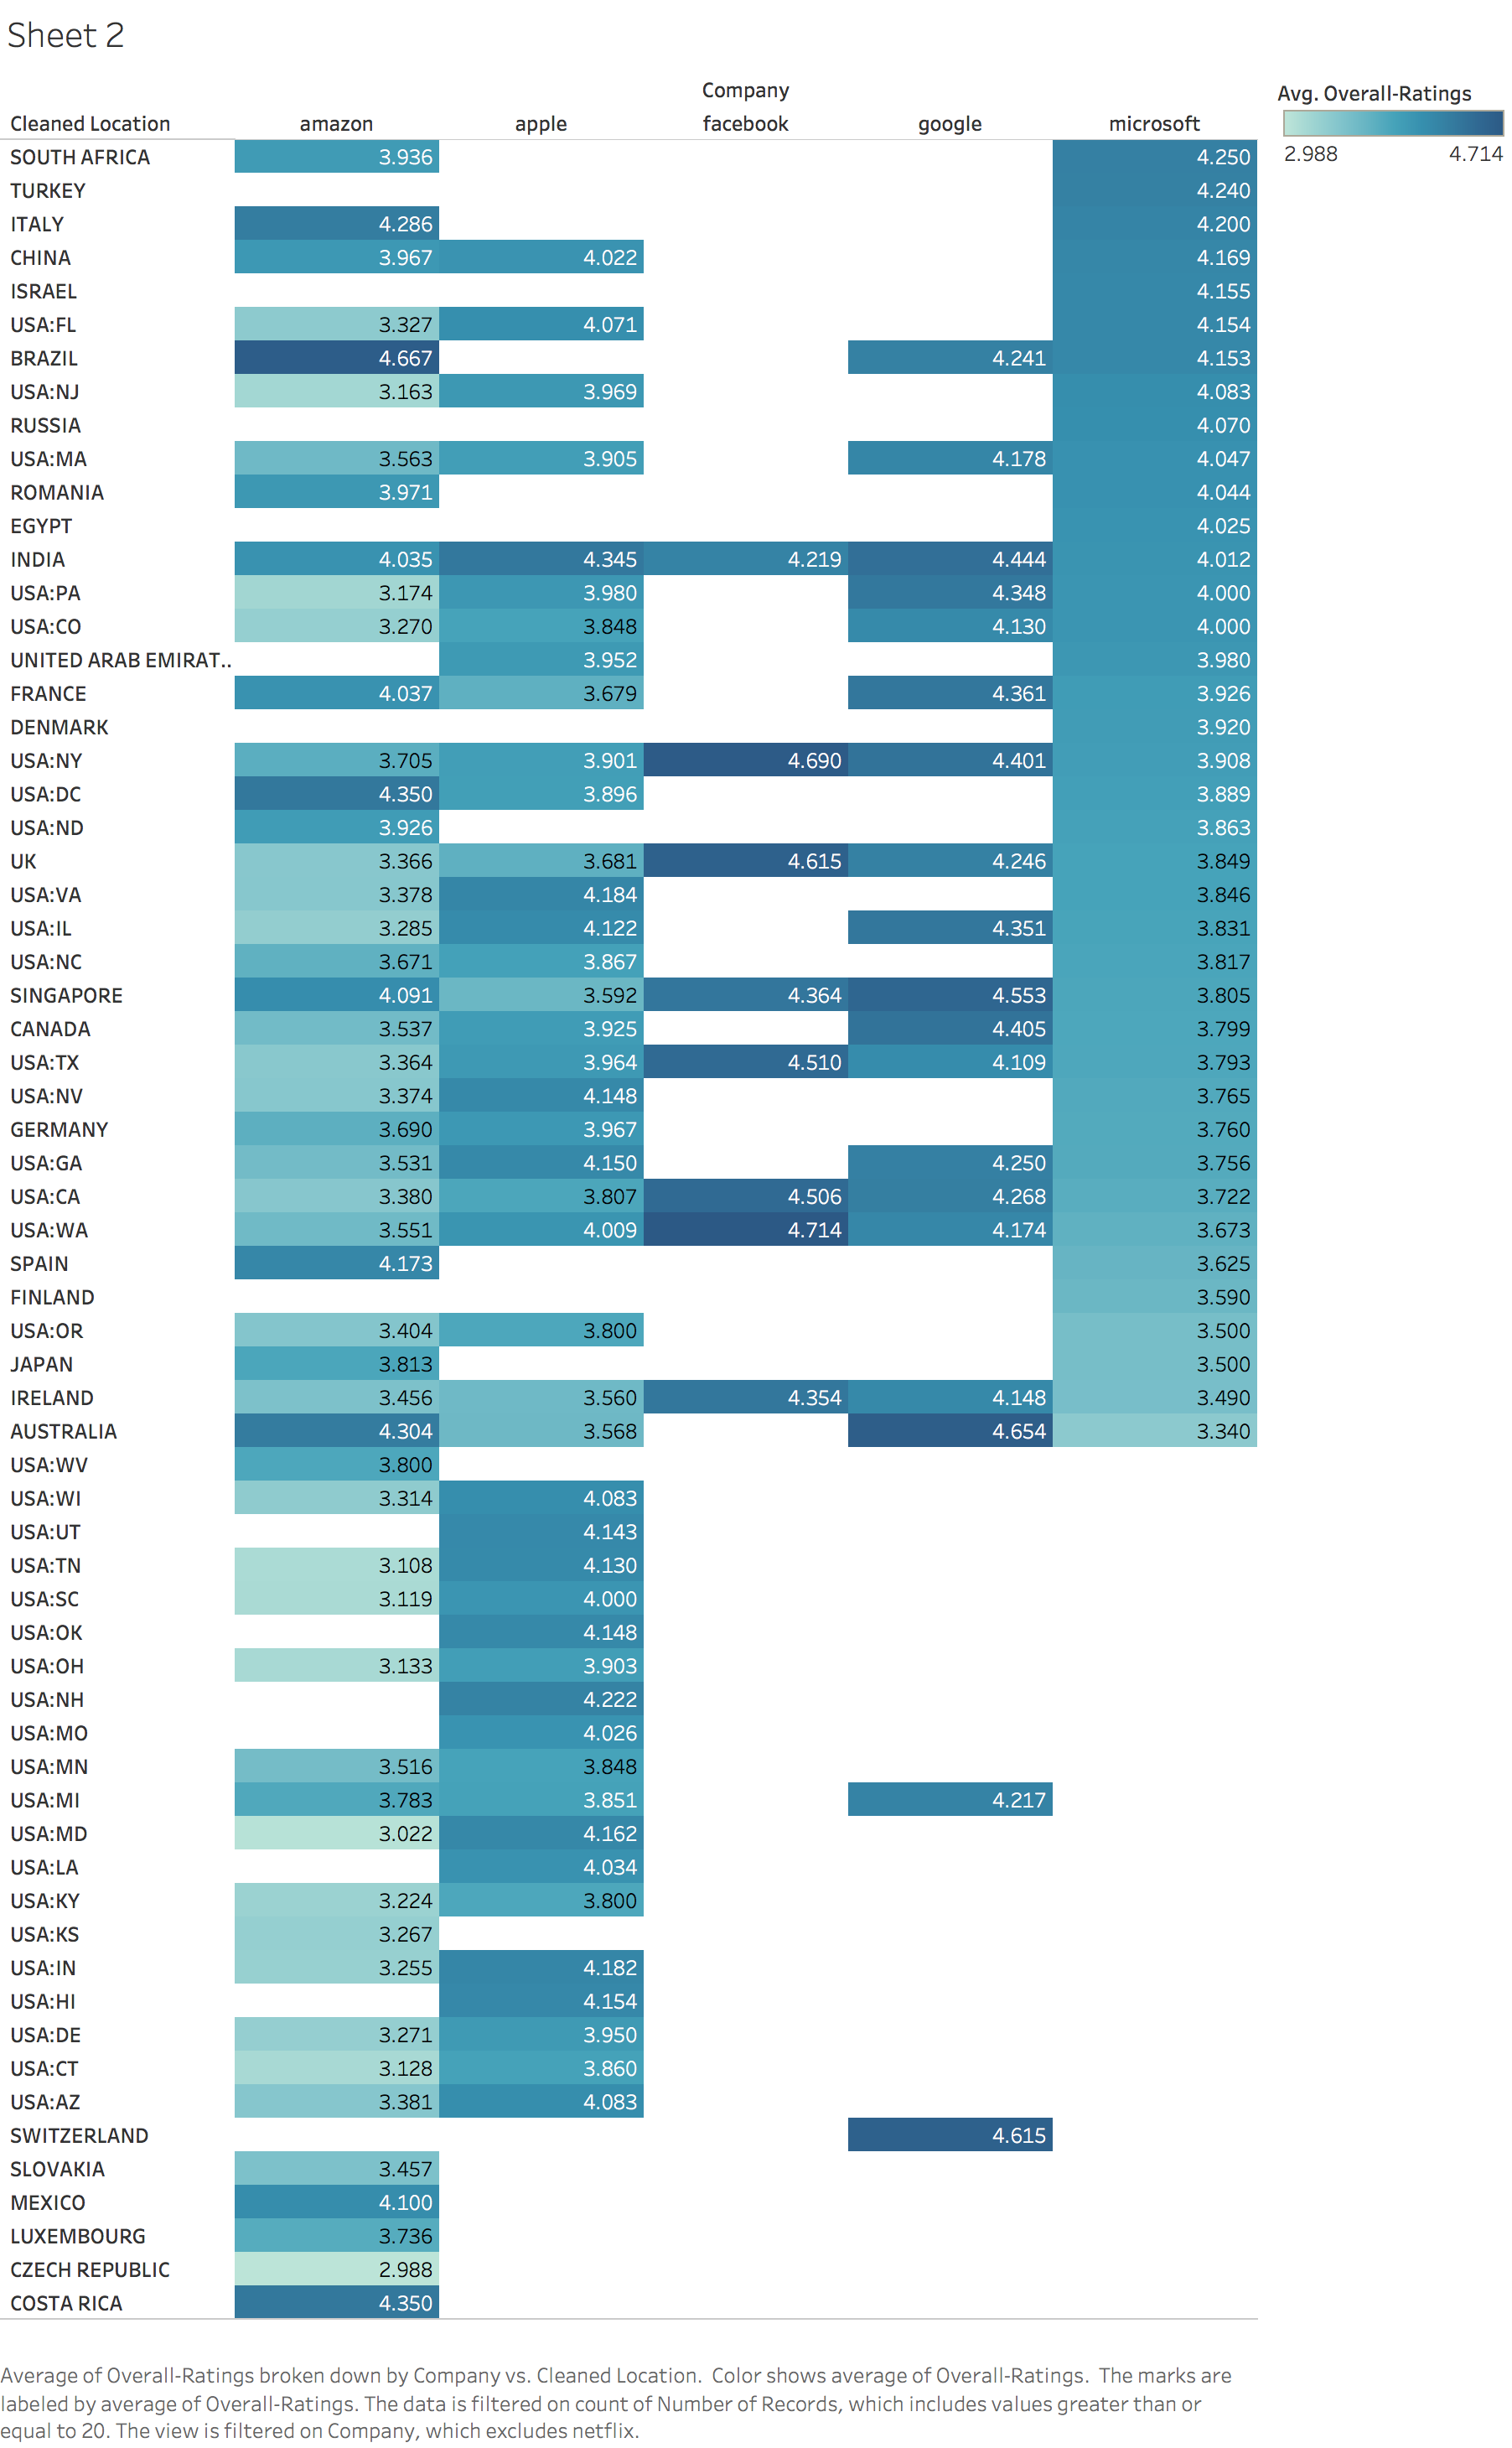 Sheet 2
Company
Avg. Overall-Ratings
Cleaned Location amazon apple facebook google microsoft
2.988 4.714
SOUTH AFRICA 3.936 4.250
TURKEY 4.240
ITALY 4.286 4.200
CHINA 3.967 4.022 4.169
ISRAEL 4.155
USA:FL 3.327 4.071 4.154
BRAZIL 4.667 4.241 4.153
USA:NJ 3.163 3.969 4.083
RUSSIA 4.070
USA:MA 3.563 3.905 4.178 4.047
ROMANIA 3.971 4.044
EGYPT 4.025
INDIA 4.035 4.345 4.219 4.444 4.012
USA:PA 3.174 3.980 4.348 4.000
USA:CO 3.270 3.848 4.130 4.000
UNITED ARAB EMIRAT.. 3.952 3.980
FRANCE 4.037 3.679 4.361 3.926
DENMARK 3.920
USA:NY 3.705 3.901 4.690 4.401 3.908
USA:DC 4.350 3.896 3.889
USA:ND 3.926 3.863
UK 3.366 3.681 4.615 4.246 3.849
USA:VA 3.378 4.184 3.846
USA:IL 3.285 4.122 4.351 3.831
USA:NC 3.671 3.867 3.817
SINGAPORE 4.091 3.592 4.364 4.553 3.805
CANADA 3.537 3.925 4.405 3.799
USA:TX 3.364 3.964 4.510 4.109 3.793
USA:NV 3.374 4.148 3.765
GERMANY 3.690 3.967 3.760
USA:GA 3.531 4.150 4.250 3.756
USA:CA 3.380 3.807 4.506 4.268 3.722
USA:WA 3.551 4.009 4.714 4.174 3.673
SPAIN 4.173 3.625
FINLAND 3.590
USA:OR 3.404 3.800 3.500
JAPAN 3.813 3.500
IRELAND 3.456 3.560 4.354 4.148 3.490
AUSTRALIA 4.304 3.568 4.654 3.340
USA:WV 3.800
USA:WI 3.314 4.083
USA:UT 4.143
USA:TN 3.108 4.130
USA:SC 3.119 4.000
USA:OK 4.148
USA:OH 3.133 3.903
USA:NH 4.222
USA:MO 4.026
USA:MN 3.516 3.848
USA:MI 3.783 3.851 4.217
USA:MD 3.022 4.162
USA:LA 4.034
USA:KY 3.224 3.800
USA:KS 3.267
USA:IN 3.255 4.182
USA:HI 4.154
USA:DE 3.271 3.950
USA:CT 3.128 3.860
USA:AZ 3.381 4.083
SWITZERLAND 4.615
SLOVAKIA 3.457
MEXICO 4.100
LUXEMBOURG 3.736
CZECH REPUBLIC 2.988
COSTA RICA 4.350
Average of Overall-Ratings broken down by Company vs. Cleaned Location. Color shows average of Overall-Ratings. The marks are
labeled by average of Overall-Ratings. The data is filtered on count of Number of Records, which includes values greater than or
equal to 20. The view is filtered on Company, which excludes netflix.